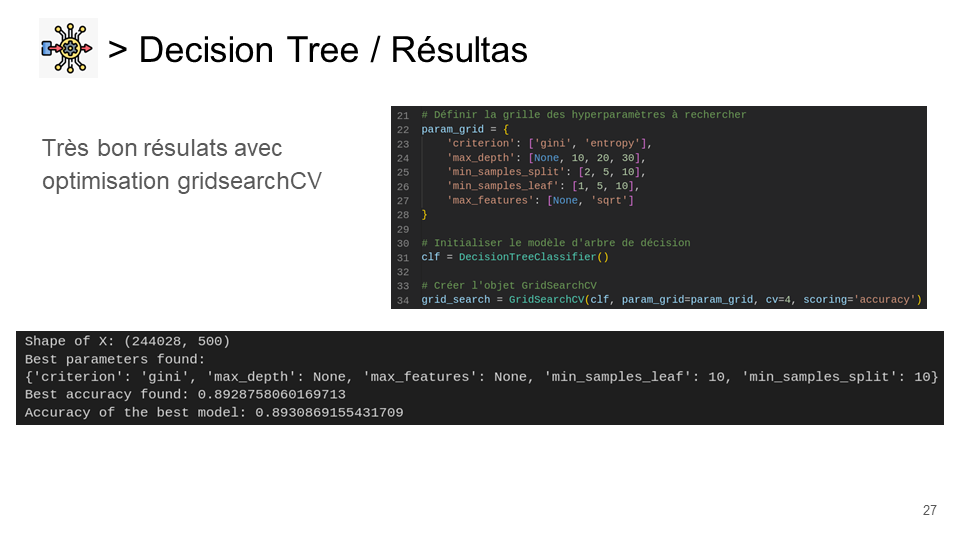 > Decision Tree / Résultas
Très bon résulats avec
optimisation gridsearchCV
21 # Définir la grille des hyperparamètres à rechercher
22 param_grid = {
23     'criterion': ['gini', 'entropy'],
24     'max_depth': [None, 10, 20, 30],
25     'min_samples_split': [2, 5, 10],
26     'min_samples_leaf': [1, 5, 10],
27     'max_features': [None, 'sqrt']
28 }
29
30 # Initialiser le modèle d'arbre de décision
31 clf = DecisionTreeClassifier()
32
33 # Créer l'objet GridSearchCV
34 grid_search = GridSearchCV(clf, param_grid=param_grid, cv=4, scoring='accuracy')
Shape of X: (244028, 500)
Best parameters found:
{'criterion': 'gini', 'max_depth': None, 'max_features': None, 'min_samples_leaf': 10, 'min_samples_split': 10}
Best accuracy found: 0.8928758060169713
Accuracy of the best model: 0.8930869155431709
27